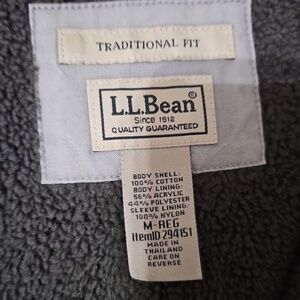 TRADITIONAL FIT
L.L.Bean®
Since 1912
QUALITY GUARANTEED
BODY SHELL:
100% COTTON
BODY LINING:
56% ACRYLIC
44% POLYESTER
SLEEVE LINING:
100% NYLON
M-REG
ItemID 294151
MADE IN
THAILAND
CARE ON
REVERSE